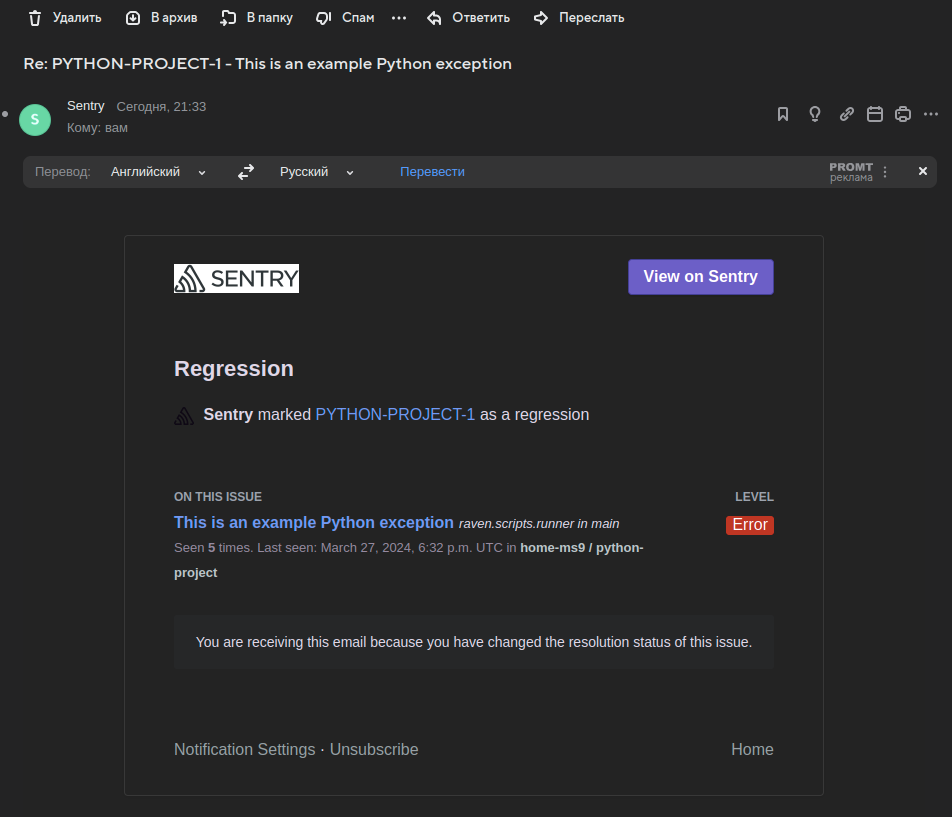 Удалить В архив В папку Спам Ответить Переслать
Re: PYTHON-PROJECT-1 - This is an example Python exception
S Sentry Сегодня, 21:33
Кому: вам
Перевод: Английский Русский Перевести PROMT
реклама
SENTRY View on Sentry
Regression
Sentry marked PYTHON-PROJECT-1 as a regression
ON THIS ISSUE LEVEL
This is an example Python exception raven.scripts.runner in main Error
Seen 5 times. Last seen: March 27, 2024, 6:32 p.m. UTC in home-ms9 / python-
project
You are receiving this email because you have changed the resolution status of this issue.
Notification Settings · Unsubscribe Home